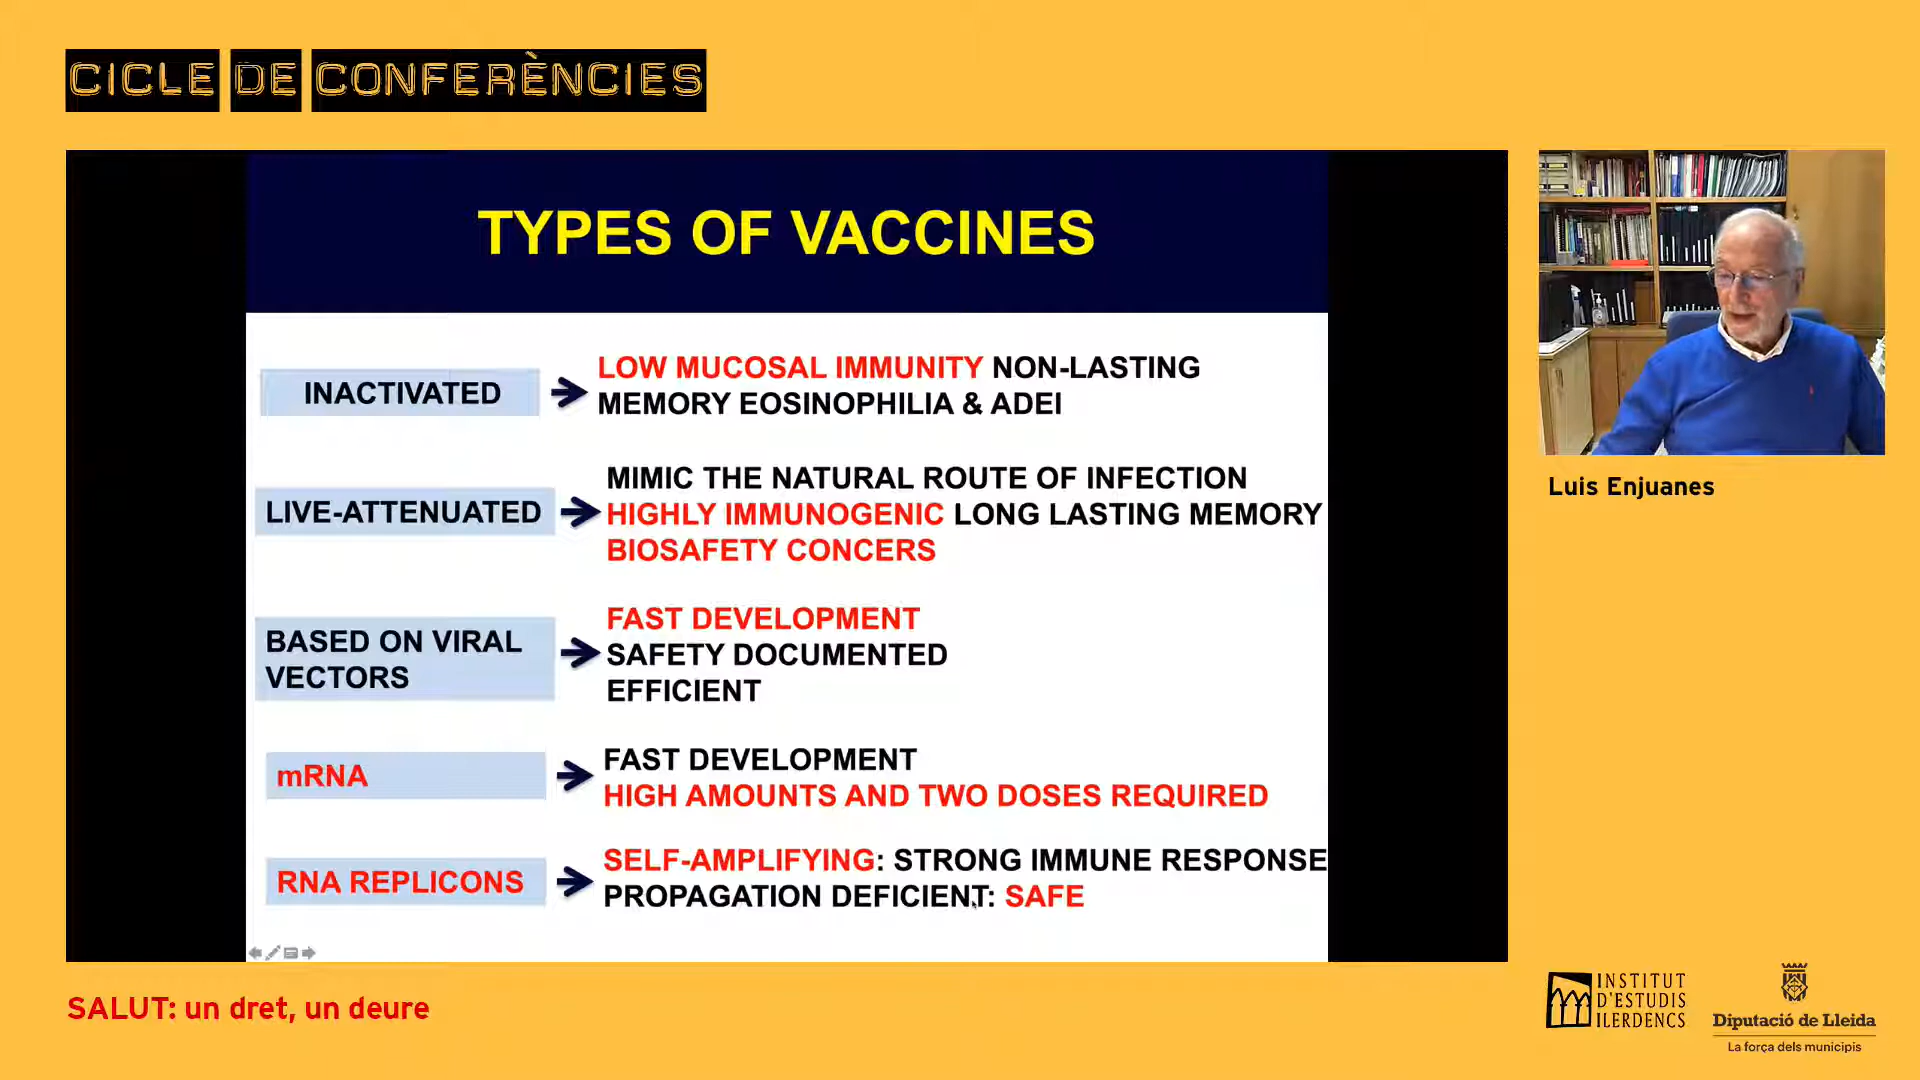 CICLE DE CONFERÈNCIES
TYPES OF VACCINES
INACTIVATED
LOW MUCOSAL IMMUNITY NON-LASTING
MEMORY EOSINOPHILIA & ADEI
LIVE-ATTENUATED
MIMIC THE NATURAL ROUTE OF INFECTION
HIGHLY IMMUNOGENIC LONG LASTING MEMORY
BIOSAFETY CONCERS
BASED ON VIRAL
VECTORS
FAST DEVELOPMENT
SAFETY DOCUMENTED
EFFICIENT
mRNA
FAST DEVELOPMENT
HIGH AMOUNTS AND TWO DOSES REQUIRED
RNA REPLICONS
SELF-AMPLIFYING: STRONG IMMUNE RESPONSE
PROPAGATION DEFICIENT: SAFE
Luis Enjuanes
SALUT: un dret, un deure
INSTITUT
D'ESTUDIS
ILERDENCS
Diputació de Lleida
La força dels municipis